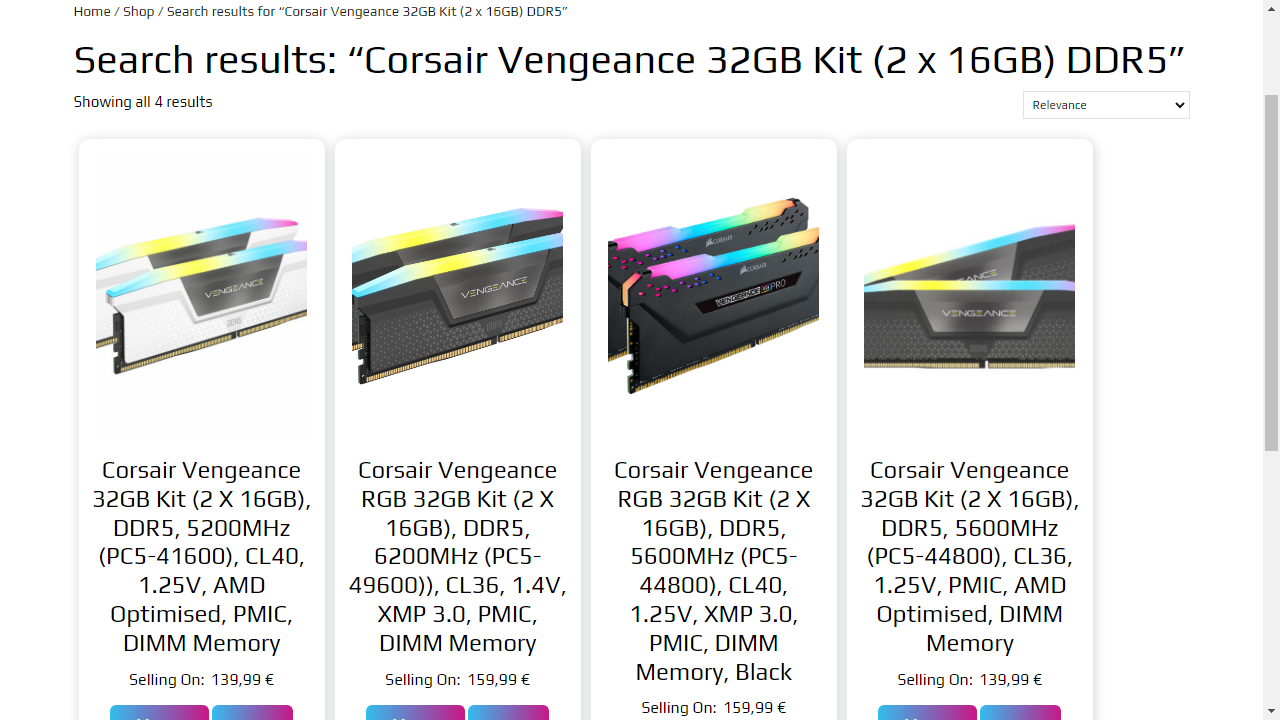 Home / Shop / Search results for “Corsair Vengeance 32GB Kit (2 x 16GB) DDR5”
Search results: “Corsair Vengeance 32GB Kit (2 x 16GB) DDR5”
Showing all 4 results
Relevance
VENGEANCE
DDR5
VENGEANCE
DDR5
CORSAIR
CORSAIR
VENGEANCE RGB PRO
VENGEANCE
VENGEANCE
DDR5
Corsair Vengeance
32GB Kit (2 X 16GB),
DDR5, 5200MHz
(PC5-41600), CL40,
1.25V, AMD
Optimised, PMIC,
DIMM Memory
Selling On: 139,99 €
Corsair Vengeance
RGB 32GB Kit (2 X
16GB), DDR5,
6200MHz (PC5-
49600)), CL36, 1.4V,
XMP 3.0, PMIC,
DIMM Memory
Selling On: 159,99 €
Corsair Vengeance
RGB 32GB Kit (2 X
16GB), DDR5,
5600MHz (PC5-
44800), CL40,
1.25V, XMP 3.0,
PMIC, DIMM
Memory, Black
Selling On: 159,99 €
Corsair Vengeance
32GB Kit (2 X 16GB),
DDR5, 5600MHz
(PC5-44800), CL36,
1.25V, PMIC, AMD
Optimised, DIMM
Memory
Selling On: 139,99 €